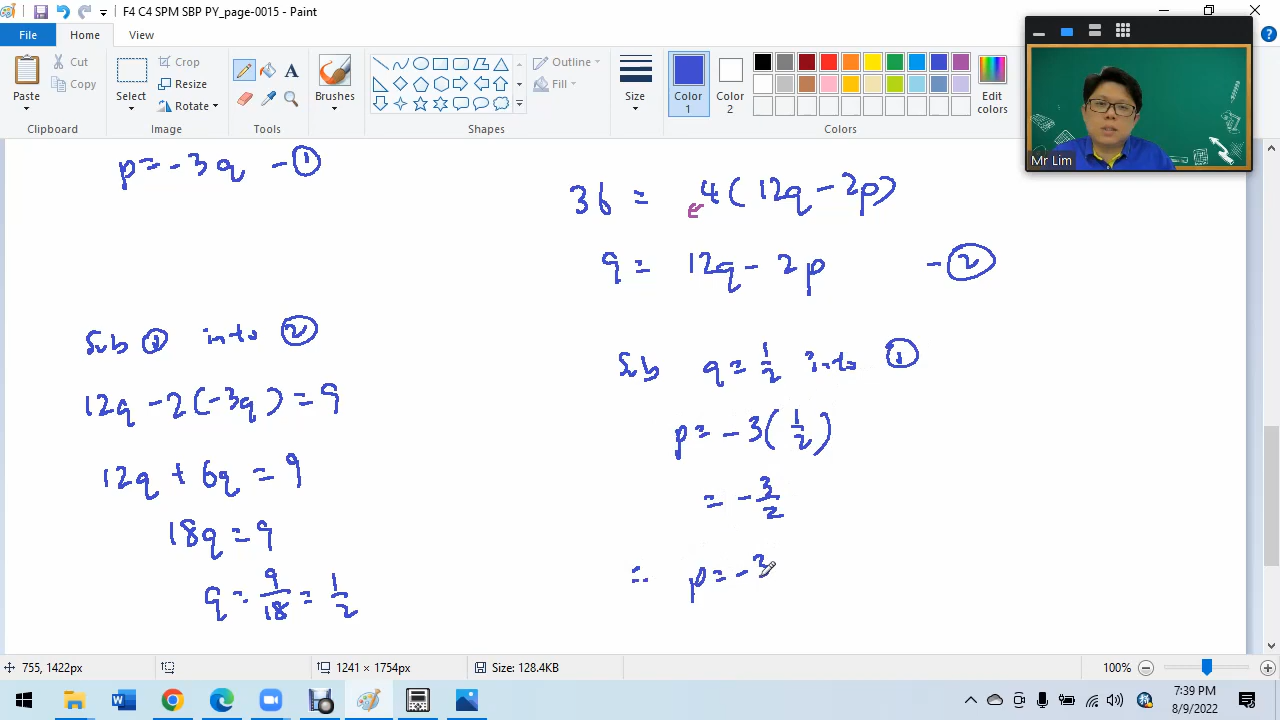 F4 C4 SPM SBP PY_page-0015 - Paint
File Home View
Paste
Cut
Copy
Clipboard
Select
Crop
Resize
Rotate
Image
Tools
Brushes
Shapes
Outline
Fill
Size
Color 1
Color 2
Edit colors
Colors
Mr Lim
p = -3q - ①
36 = 4(12q - 2p)
9 = 12q - 2p - ②
Sub ① into ②
12q - 2(-3q) = 9
12q + 6q = 9
18q = 9
q = 9/18 = 1/2
Sub q = 1/2 into ①
p = -3(1/2)
= -3/2
∴ p = -3
755, 1422px
1241 × 1754px
Size: 128.4KB
100%
7:39 PM
8/9/2022